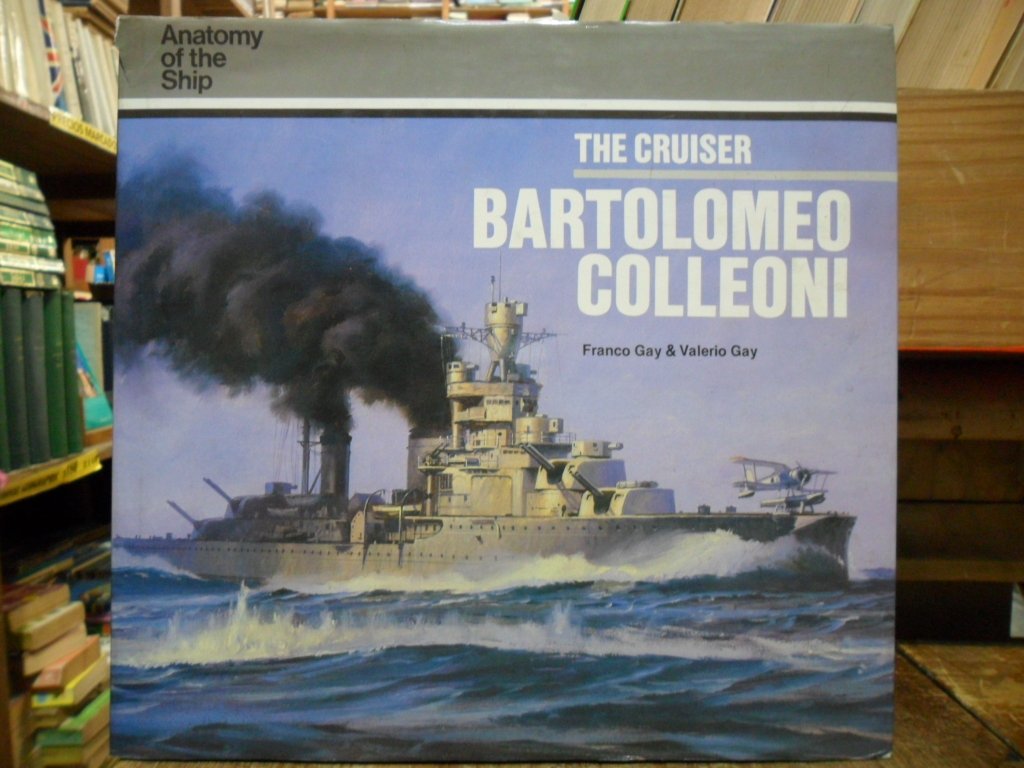 Anatomy
of the
Ship
THE CRUISER
BARTOLOMEO
COLLEONI
Franco Gay & Valerio Gay